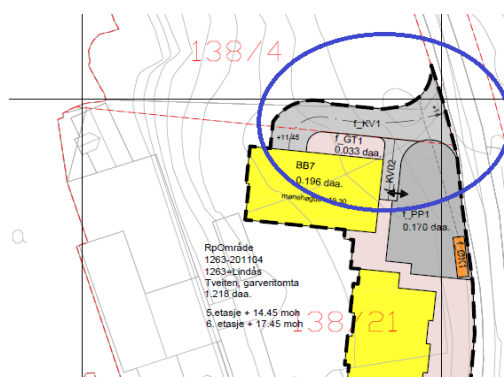 138/4
f_KV1
+11.45
f_GT1
0.033 daa.
BB7
0.196 daa.
f_KV02
f_PP1
0.170 daa.
RpOmråde
1263-201104
1263=Lindås
Tveiten, garveritomta
1.218 daa.
5.etasje + 14.45 moh
6. etasje + 17.45 moh
138/21